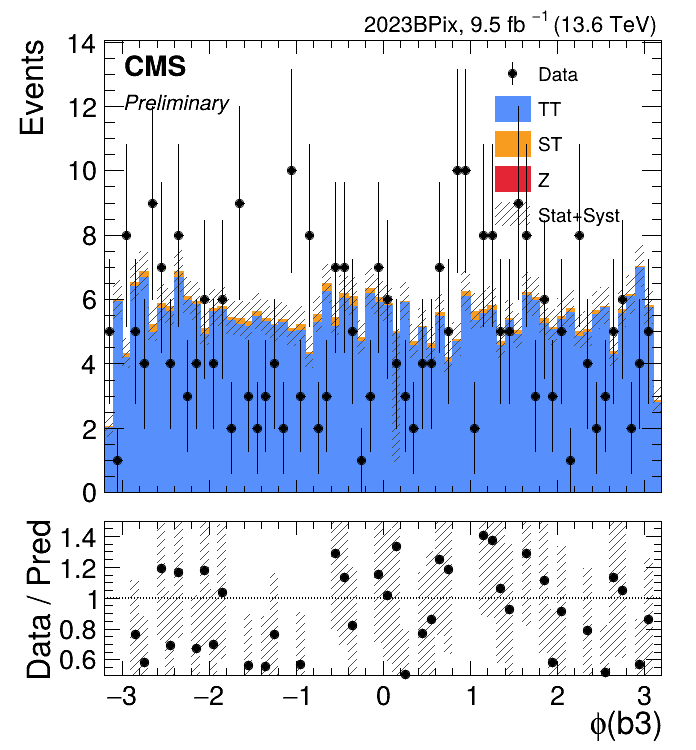 2023BPix, 9.5 fb⁻¹ (13.6 TeV)
Events
14
12
10
8
6
4
2
0
CMS
Preliminary
Data
TT
ST
Z
Stat+Syst
Data / Pred
1.4
1.2
1
0.8
0.6
−3 −2 −1 0 1 2 3
ϕ(b3)